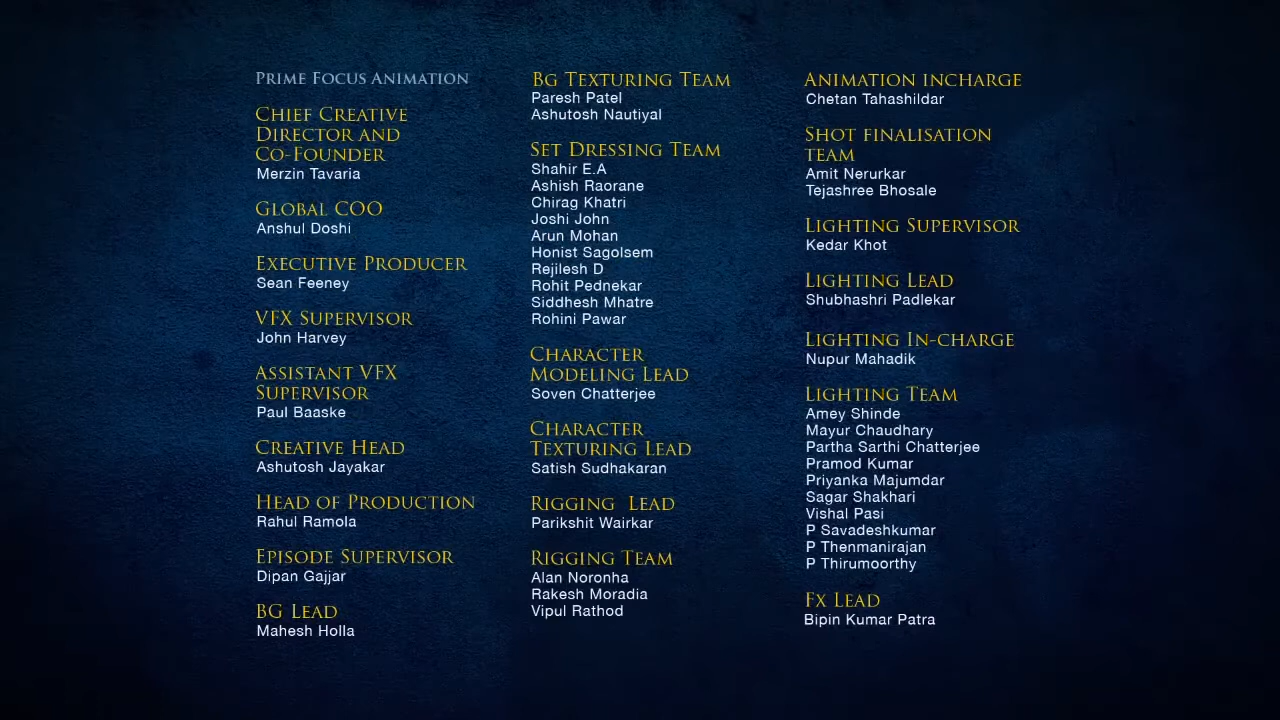 Prime Focus Animation
Chief Creative
Director and
Co-Founder
Merzin Tavaria
Global COO
Anshul Doshi
Executive Producer
Sean Feeney
VFX Supervisor
John Harvey
Assistant VFX
Supervisor
Paul Baaske
Creative Head
Ashutosh Jayakar
Head of Production
Rahul Ramola
Episode Supervisor
Dipan Gajjar
BG Lead
Mahesh Holla
Bg Texturing Team
Paresh Patel
Ashutosh Nautiyal
Set Dressing Team
Shahir E.A
Ashish Raorane
Chirag Khatri
Joshi John
Arun Mohan
Honist Sagolsem
Rejilesh D
Rohit Pednekar
Siddhesh Mhatre
Rohini Pawar
Character
Modeling Lead
Soven Chatterjee
Character
Texturing Lead
Satish Sudhakaran
Rigging Lead
Parikshit Wairkar
Rigging Team
Alan Noronha
Rakesh Moradia
Vipul Rathod
Animation incharge
Chetan Tahashildar
Shot finalisation
team
Amit Nerurkar
Tejashree Bhosale
Lighting Supervisor
Kedar Khot
Lighting Lead
Shubhashri Padlekar
Lighting In-charge
Nupur Mahadik
Lighting Team
Amey Shinde
Mayur Chaudhary
Partha Sarthi Chatterjee
Pramod Kumar
Priyanka Majumdar
Sagar Shakhari
Vishal Pasi
P Savadeshkumar
P Thenmanirajan
P Thirumoorthy
Fx Lead
Bipin Kumar Patra